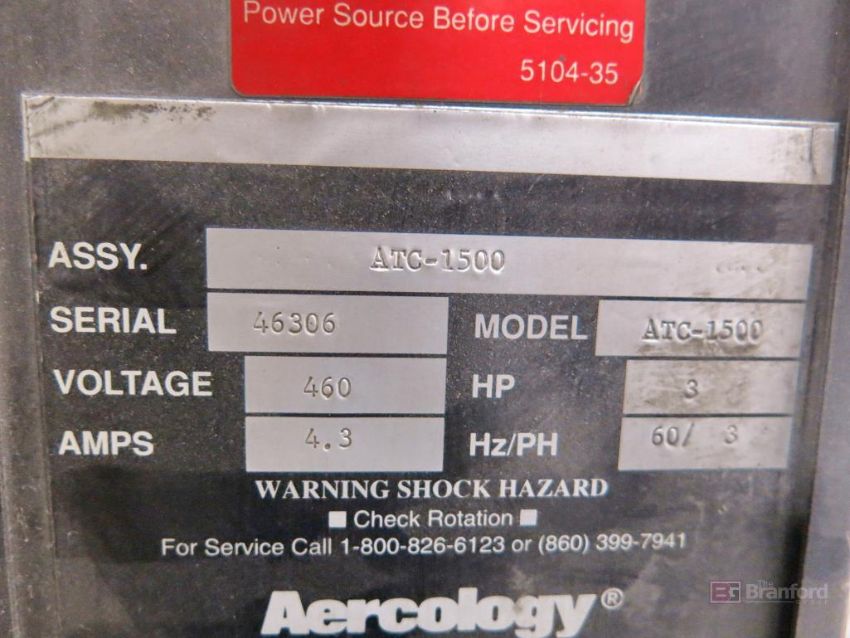 Power Source Before Servicing
5104-35
ASSY. ATC-1500
SERIAL 46306 MODEL ATC-1500
VOLTAGE 460 HP 3
AMPS 4.3 Hz/PH 60/ 3
WARNING SHOCK HAZARD
■ Check Rotation ■
For Service Call 1-800-826-6123 or (860) 399-7941
Aercology®
BG The Branford